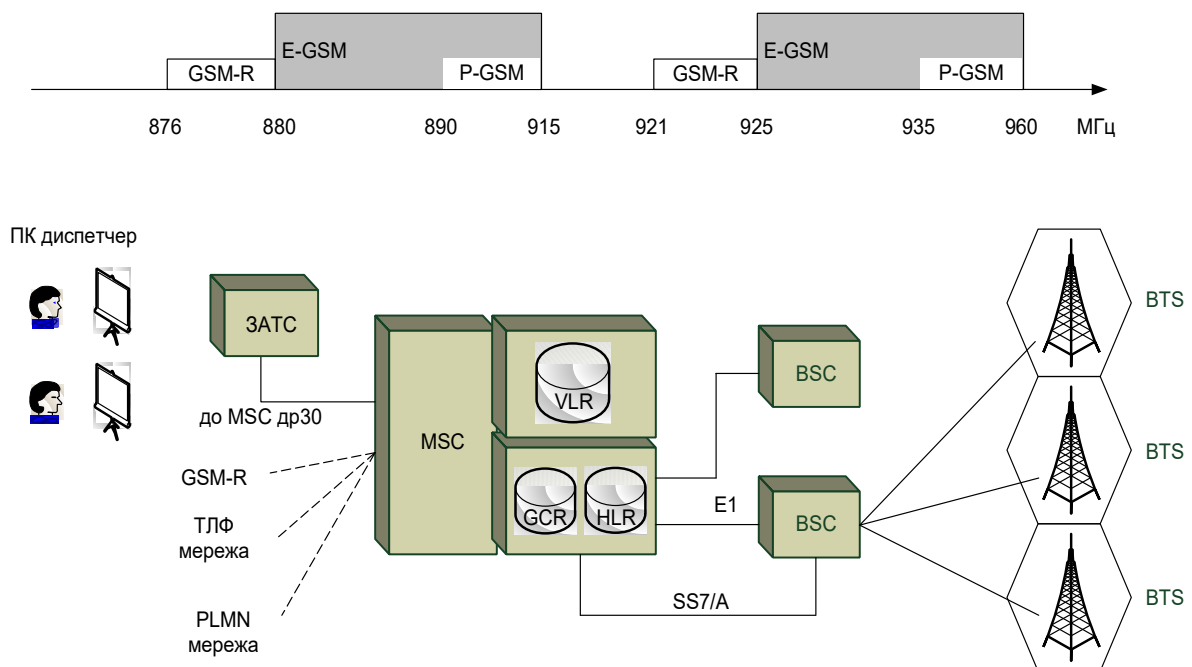 E-GSM
E-GSM
GSM-R
P-GSM
GSM-R
P-GSM
876
880
890
915
921
925
935
960
МГц
ПК диспетчер
ЗАТС
до MSC др30
MSC
VLR
GCR
HLR
BSC
BSC
E1
SS7/A
GSM-R
ТЛФ
мережа
PLMN
мережа
BTS
BTS
BTS